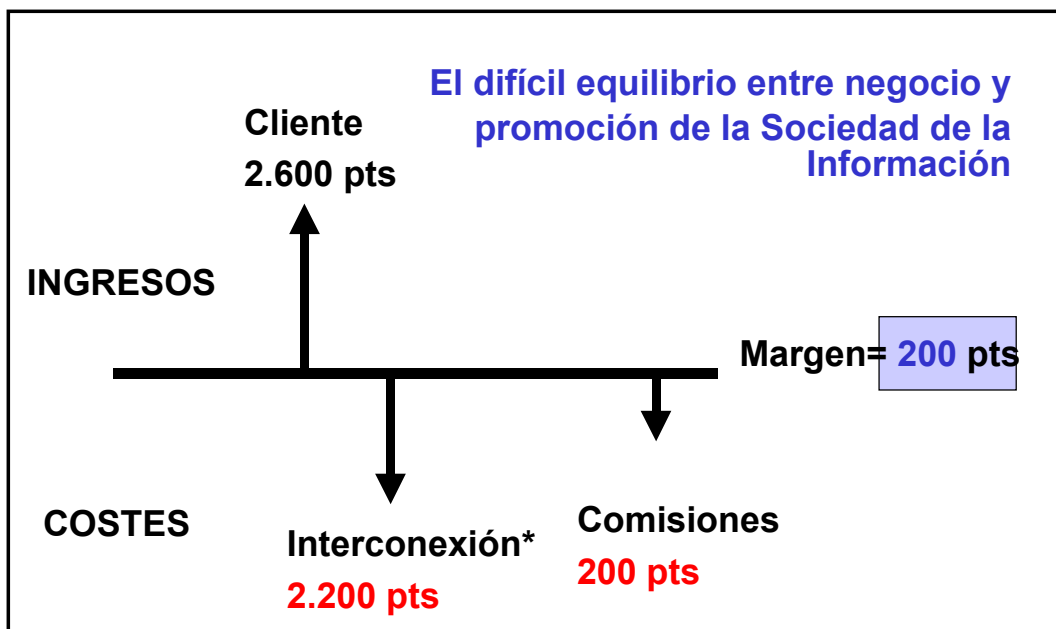 El difícil equilibrio entre negocio y
promoción de la Sociedad de la
Información
Cliente
2.600 pts
INGRESOS
Margen= 200 pts
COSTES
Interconexión*
2.200 pts
Comisiones
200 pts